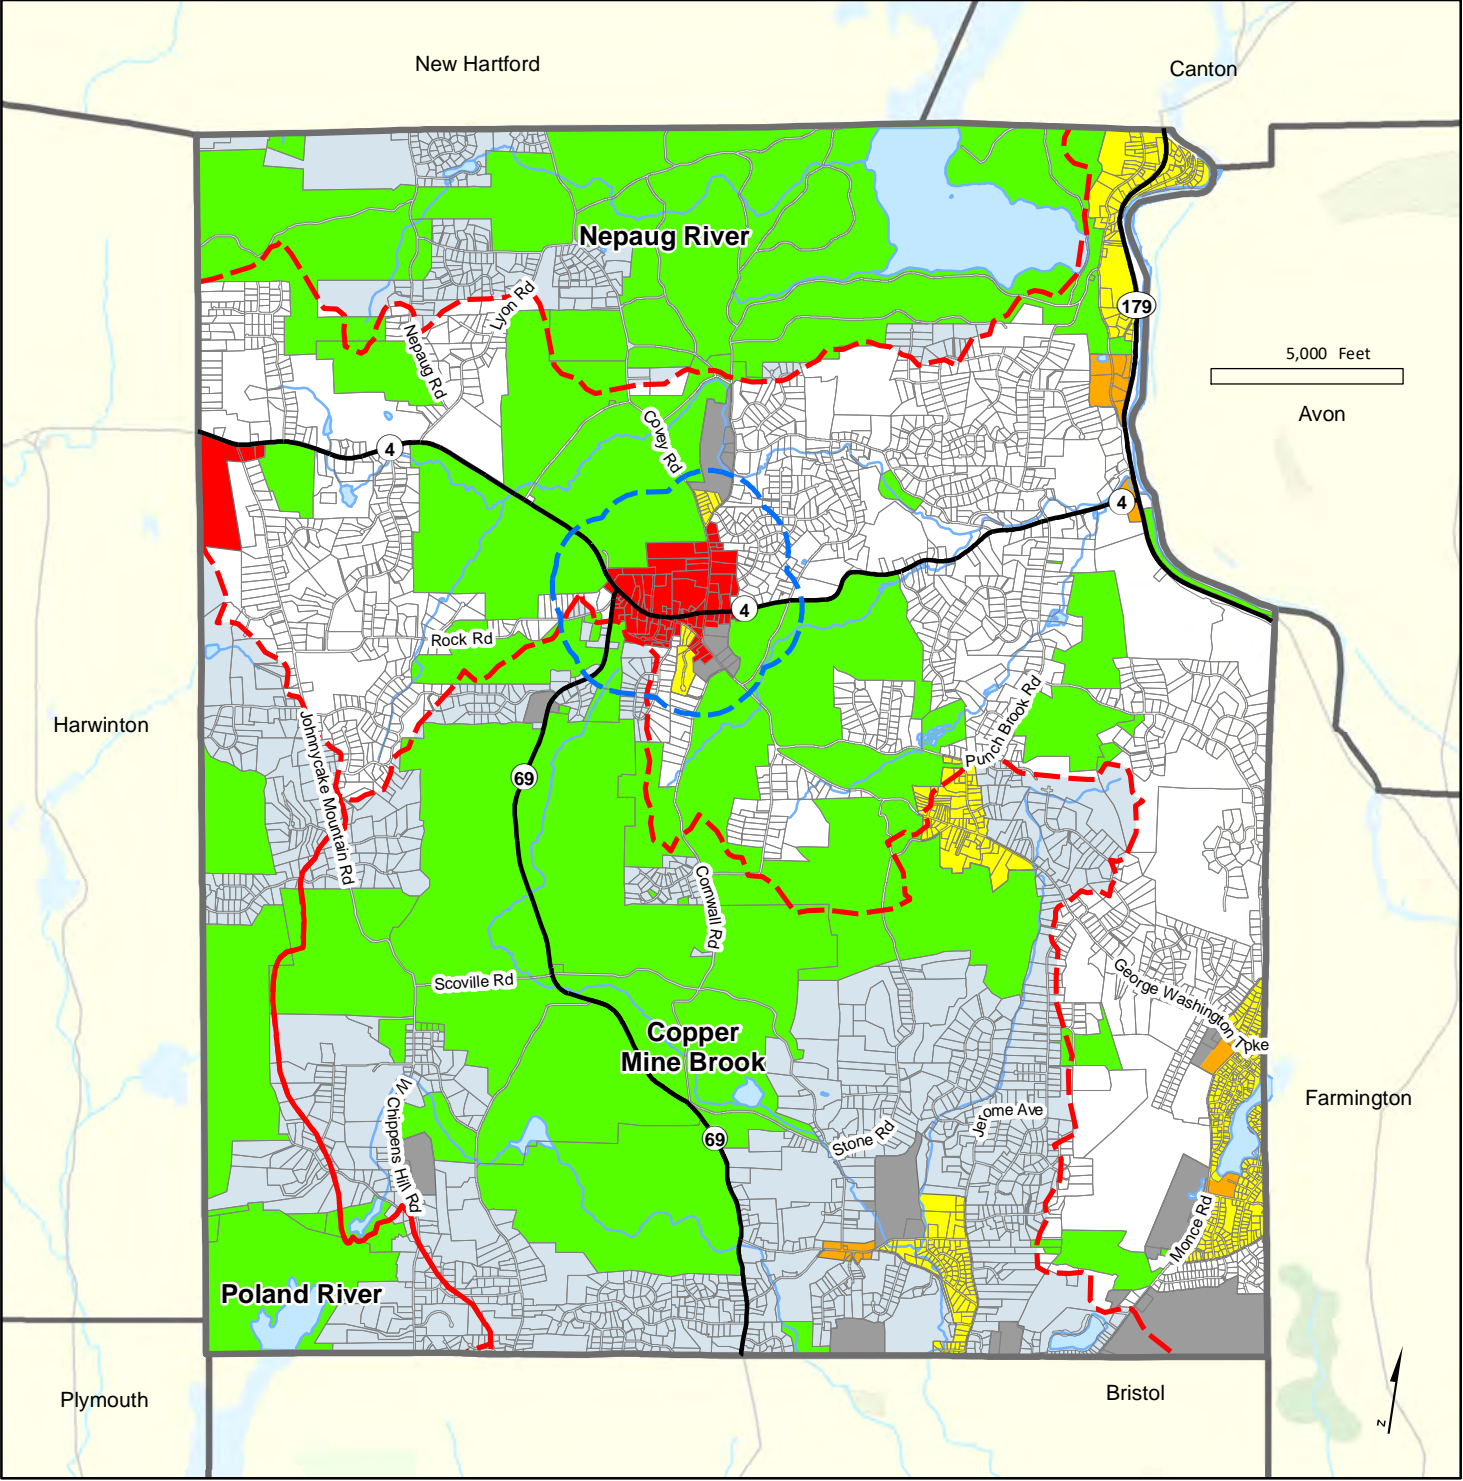 New Hartford
Canton
Nepaug River
179
Lyon Rd
Nepaug Rd
5,000 Feet
Avon
Covey Rd
4
4
4
Rock Rd
Harwinton
Johnnycake Mountain Rd
Punch Brook Rd
69
Cornwall Rd
Scoville Rd
George Washington Tpke
Copper
Mine Brook
W Chippens Hill Rd
Farmington
Jerome Ave
Stone Rd
69
Monce Rd
Poland River
Plymouth
Bristol
z